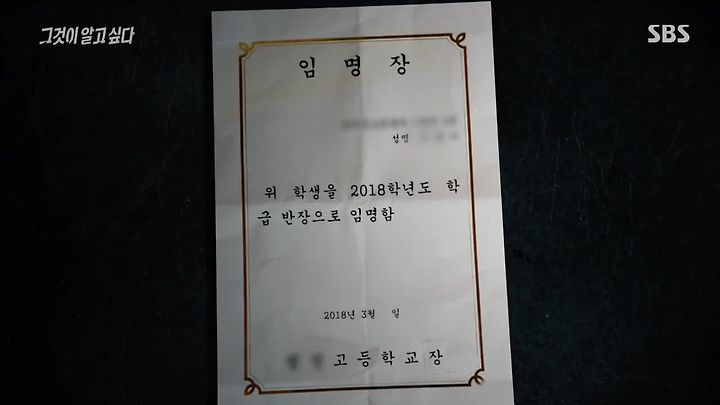 그것이 알고싶다
SBS
임 명 장
성명
위 학생을 2018학년도 학
급 반장으로 임명함
2018년 3월 일
고 등 학 교 장